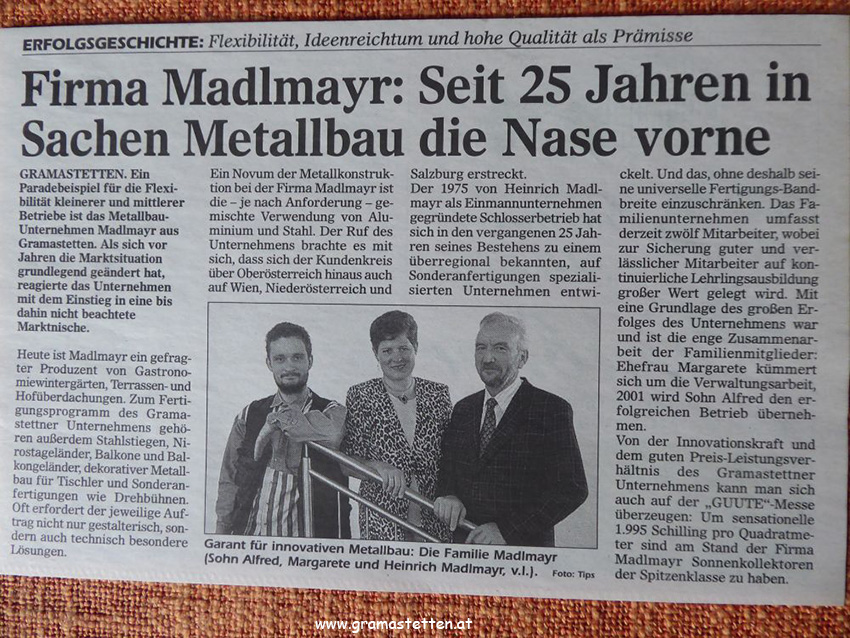 ERFOLGSGESCHICHTE: Flexibilität, Ideenreichtum und hohe Qualität als Prämisse
Firma Madlmayr: Seit 25 Jahren in
Sachen Metallbau die Nase vorne
GRAMASTETTEN. Ein
Paradebeispiel für die Flexi-
bilität kleinerer und mittlerer
Betriebe ist das Metallbau-
Unternehmen Madlmayr aus
Gramastetten. Als sich vor
Jahren die Marktsituation
grundlegend geändert hat,
reagierte das Unternehmen
mit dem Einstieg in eine bis
dahin nicht beachtete
Marktnische.
Heute ist Madlmayr ein gefrag-
ter Produzent von Gastrono-
miewintergärten, Terrassen- und
Hofüberdachungen. Zum Ferti-
gungsprogramm des Grama-
stettner Unternehmens gehö-
ren außerdem Stahlstiegen, Ni-
rostageländer, Balkone und Bal-
kongeländer, dekorativer Metall-
bau für Tischler und Sonderan-
fertigungen wie Drehbühnen.
Oft erfordert der jeweilige Auf-
trag nicht nur gestalterisch, son-
dern auch technisch besondere
Lösungen.
Ein Novum der Metallkonstruk-
tion bei der Firma Madlmayr ist
die – je nach Anforderung – ge-
mischte Verwendung von Alu-
minium und Stahl. Der Ruf des
Unternehmens brachte es mit
sich, dass sich der Kundenkreis
über Oberösterreich hinaus auch
auf Wien, Niederösterreich und
Salzburg erstreckt.
Der 1975 von Heinrich Madl-
mayr als Einmannunternehmen
gegründete Schlosserbetrieb hat
sich in den vergangenen 25 Jah-
ren seines Bestehens zu einem
überregional bekannten, auf
Sonderanfertigungen speziali-
sierten Unternehmen entwi-
ckelt. Und das, ohne deshalb sei-
ne universelle Fertigungs-Band-
breite einzuschränken. Das Fa-
milienunternehmen umfasst
derzeit zwölf Mitarbeiter, wobei
zur Sicherung guter und ver-
lässlicher Mitarbeiter auf kon-
tinuierliche Lehrlingsausbildung
großer Wert gelegt wird. Mit
eine Grundlage des großen Er-
folges des Unternehmens war
und ist die enge Zusammenar-
beit der Familienmitglieder:
Ehefrau Margarete kümmert
sich um die Verwaltungsarbeit,
2001 wird Sohn Alfred den er-
folgreichen Betrieb überneh-
men.
Von der Innovationskraft und
dem guten Preis-Leistungsver-
hältnis des Gramastettner
Unternehmens kann man sich
auch auf der „GUUTE“-Messe
überzeugen: Um sensationelle
1.995 Schilling pro Quadratme-
ter sind am Stand der Firma
Madlmayr Sonnenkollektoren
der Spitzenklasse zu haben.
Garant für innovativen Metallbau: Die Familie Madlmayr
(Sohn Alfred, Margarete und Heinrich Madlmayr, v.l.). Foto: Tips
www.gramastetten.at